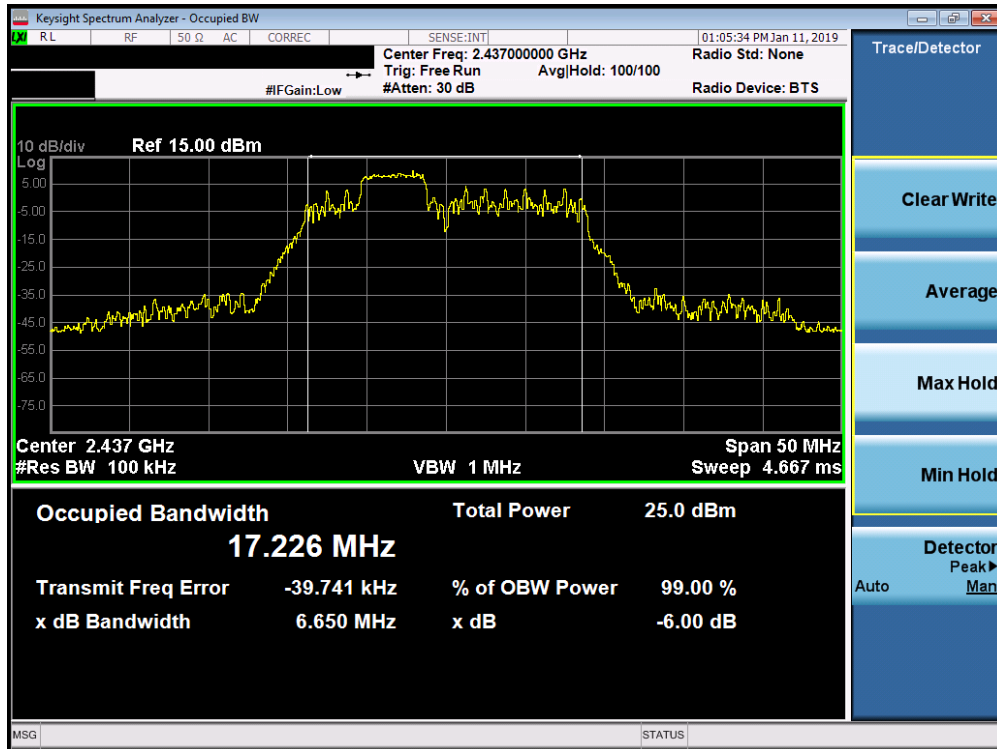 Keysight Spectrum Analyzer - Occupied BW
LXI RL RF 50 Ω AC CORREC SENSE:INT 01:05:34 PM Jan 11, 2019
Center Freq: 2.437000000 GHz Radio Std: None
Trig: Free Run Avg|Hold: 100/100
#IFGain:Low #Atten: 30 dB Radio Device: BTS
10 dB/div Ref 15.00 dBm
Log
5.00
-5.00
-15.0
-25.0
-35.0
-45.0
-55.0
-65.0
-75.0
Center 2.437 GHz Span 50 MHz
#Res BW 100 kHz VBW 1 MHz Sweep 4.667 ms
Occupied Bandwidth Total Power 25.0 dBm
17.226 MHz
Transmit Freq Error -39.741 kHz % of OBW Power 99.00 %
x dB Bandwidth 6.650 MHz x dB -6.00 dB
MSG STATUS
Trace/Detector
Clear Write
Average
Max Hold
Min Hold
Detector
Peak▶
Auto Man